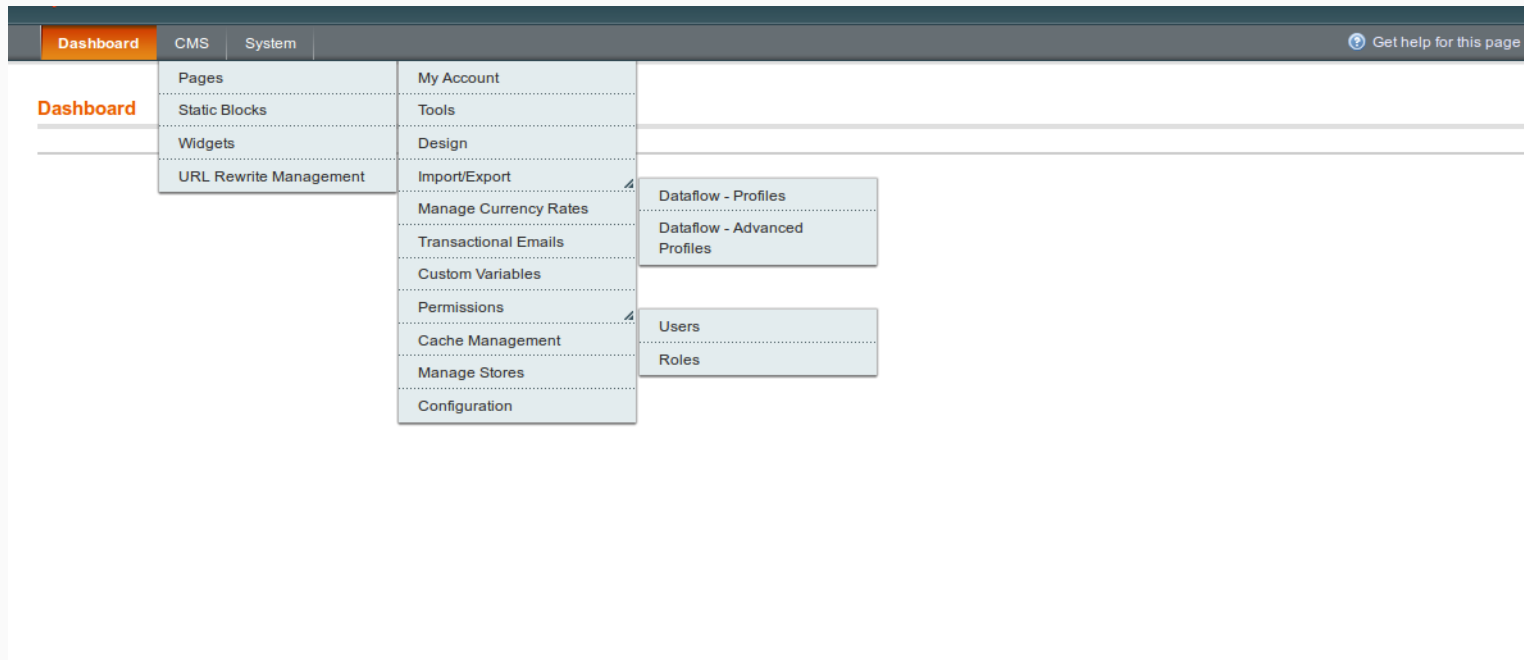 Dashboard CMS System Get help for this page
Dashboard
Pages
Static Blocks
Widgets
URL Rewrite Management
My Account
Tools
Design
Import/Export
Manage Currency Rates
Transactional Emails
Custom Variables
Permissions
Cache Management
Manage Stores
Configuration
Dataflow - Profiles
Dataflow - Advanced
Profiles
Users
Roles